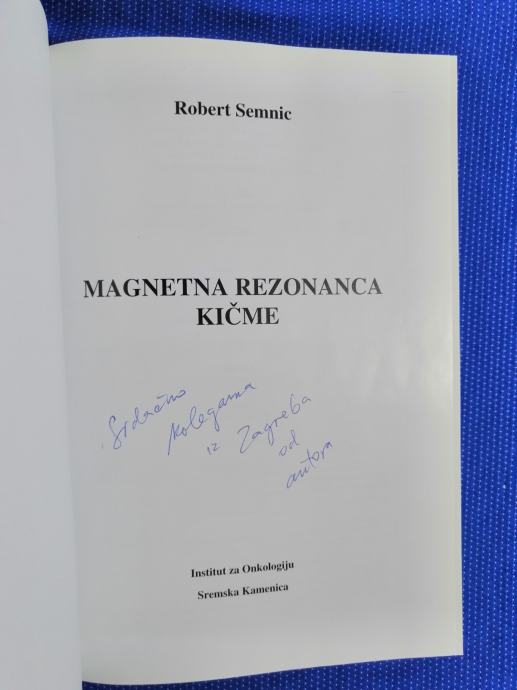 Robert Semnic
MAGNETNA REZONANCA
KIČME
Srdačno
kolegama
iz Zagreba
od
autora
Institut za Onkologiju
Sremska Kamenica